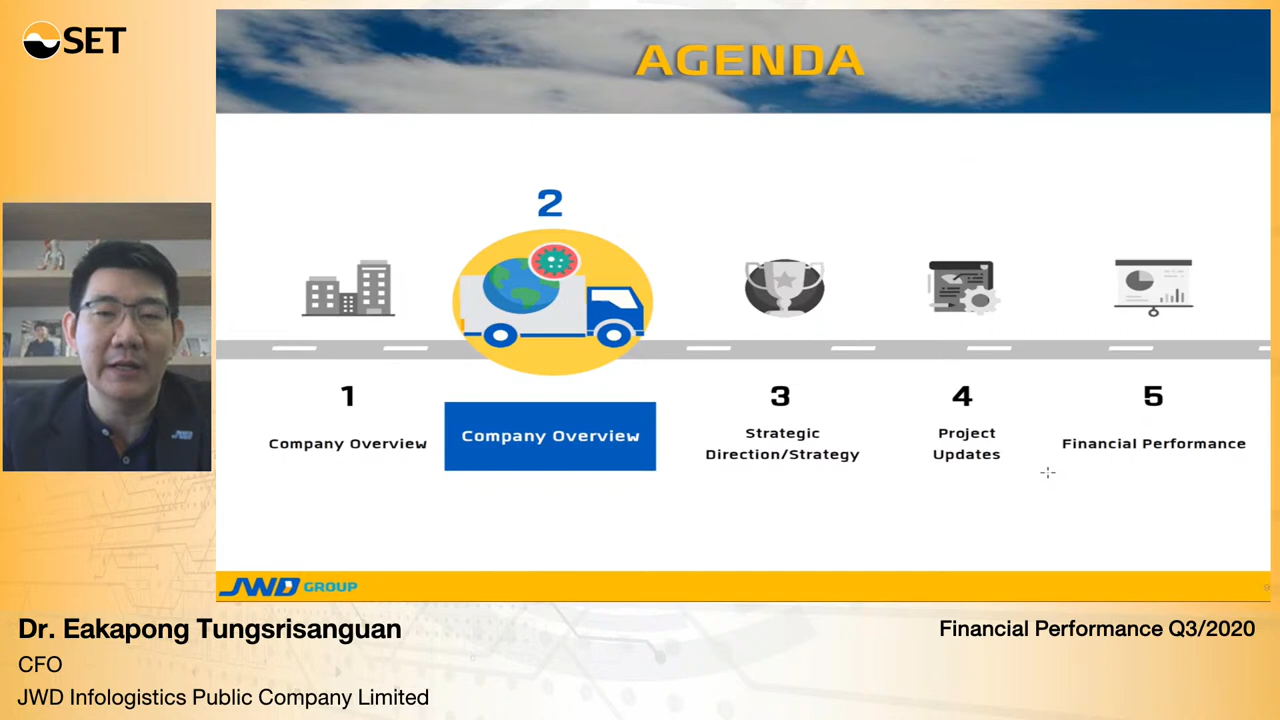 SET
AGENDA
2
1
Company Overview
Company Overview
3
Strategic
Direction/Strategy
4
Project
Updates
5
Financial Performance
JWD GROUP
9
Dr. Eakapong Tungsrisanguan
CFO
JWD Infologistics Public Company Limited
Financial Performance Q3/2020